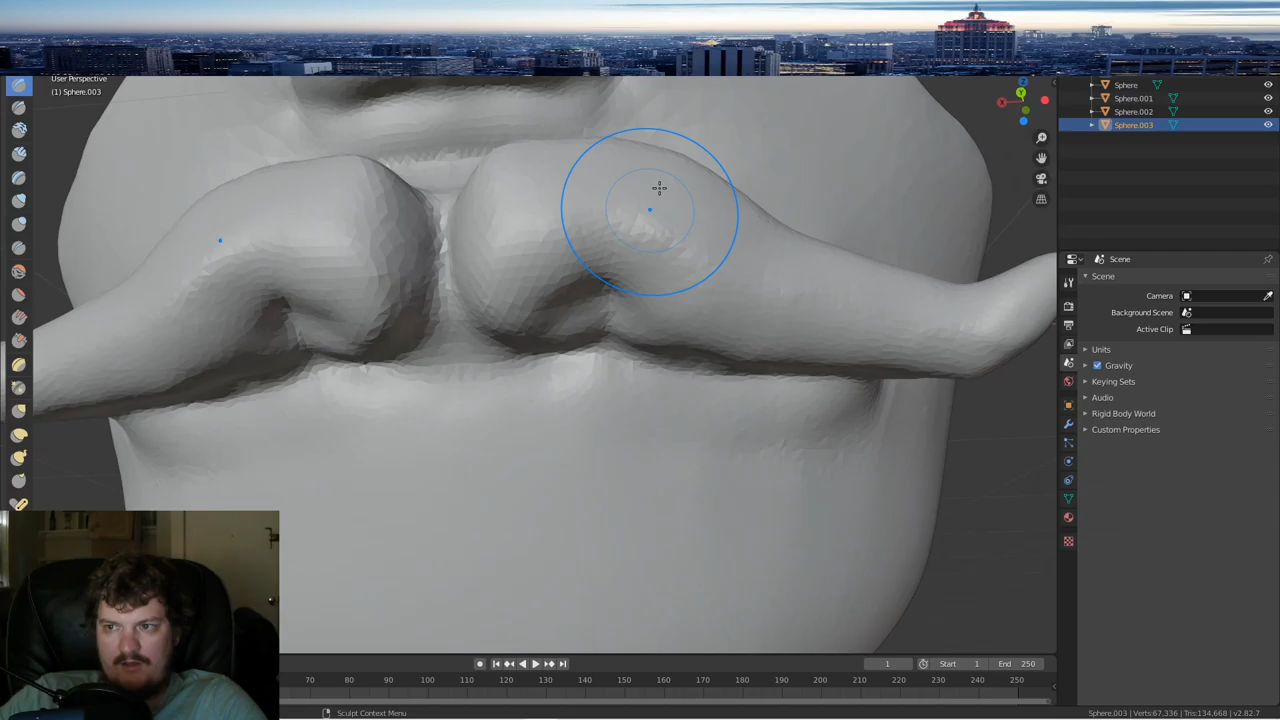 User Perspective
(1) Sphere.003
Sphere
Sphere.001
Sphere.002
Sphere.003
Scene
Scene
Camera
Background Scene
Active Clip
Units
Gravity
Keying Sets
Audio
Rigid Body World
Custom Properties
1
Start 1
End 250
70 80 90 100 110 120 130 140 150 160 170 180 190 200 210 220 230 240 250
Sculpt Context Menu
Sphere.003 | Verts:67,336 | Tris:134,668 | v2.82.7